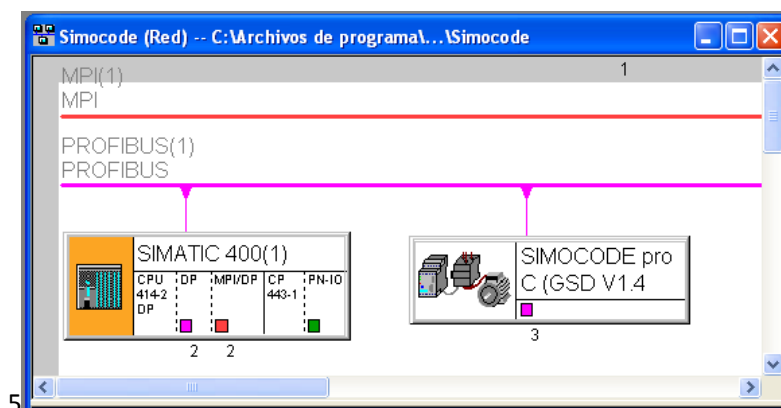 Simocode (Red) -- C:\Archivos de programa\...\Simocode
1
MPI(1)
MPI
PROFIBUS(1)
PROFIBUS
SIMATIC 400(1)
CPU 414-2 DP
DP
MPI/DP
CP 443-1
PN-IO
2 2
SIMOCODE pro
C (GSD V1.4
3
5